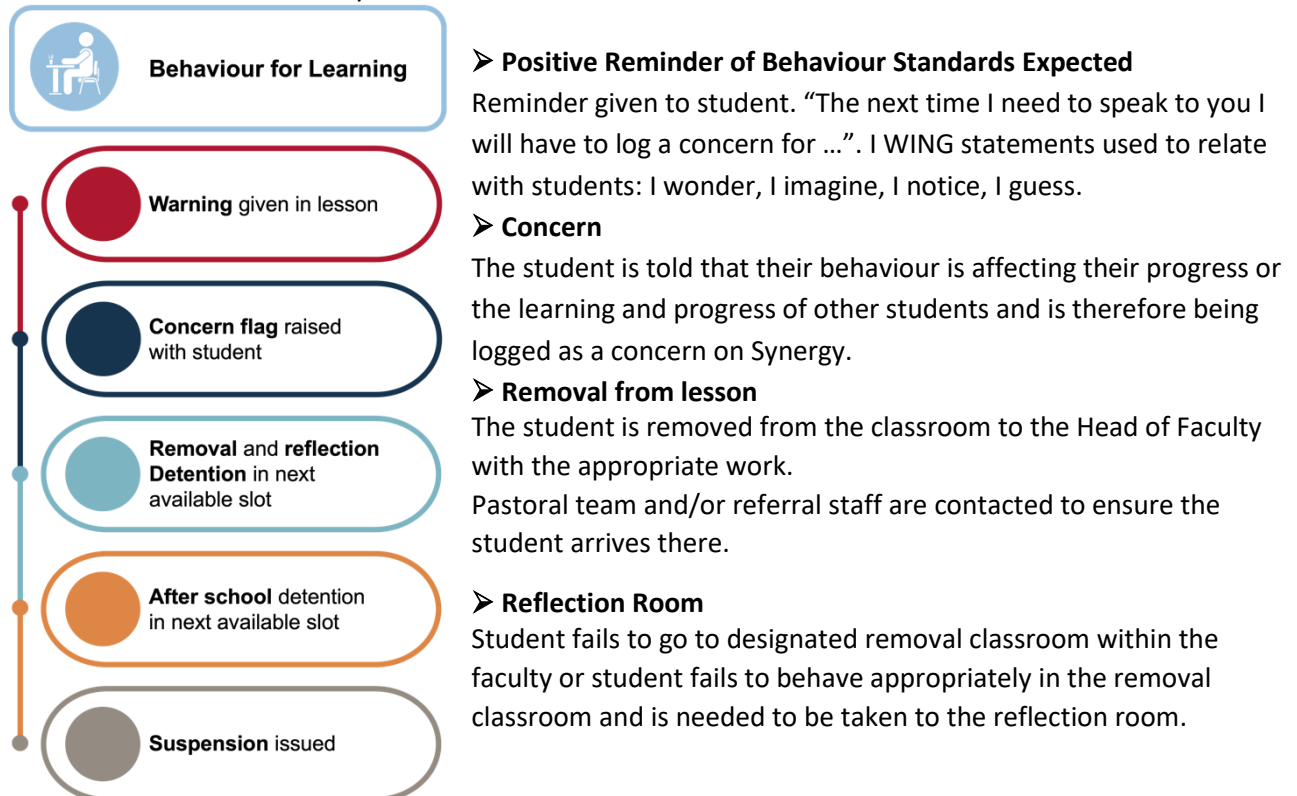 Behaviour for Learning
Warning given in lesson
Concern flag raised
with student
Removal and reflection
Detention in next
available slot
After school detention
in next available slot
Suspension issued
➢ Positive Reminder of Behaviour Standards Expected
Reminder given to student. “The next time I need to speak to you I
will have to log a concern for …”. I WING statements used to relate
with students: I wonder, I imagine, I notice, I guess.
➢ Concern
The student is told that their behaviour is affecting their progress or
the learning and progress of other students and is therefore being
logged as a concern on Synergy.
➢ Removal from lesson
The student is removed from the classroom to the Head of Faculty
with the appropriate work.
Pastoral team and/or referral staff are contacted to ensure the
student arrives there.
➢ Reflection Room
Student fails to go to designated removal classroom within the
faculty or student fails to behave appropriately in the removal
classroom and is needed to be taken to the reflection room.